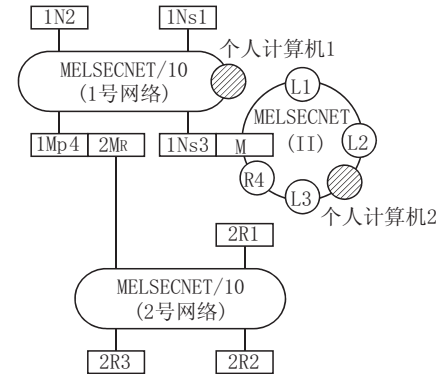 1N2
1Ns1
个人计算机1
MELSECNET/10
(1号网络)
L1
MELSECNET
(II)
L2
1Mp4
2MR
1Ns3
M
R4
L3
个人计算机2
2R1
MELSECNET/10
(2号网络)
2R3
2R2